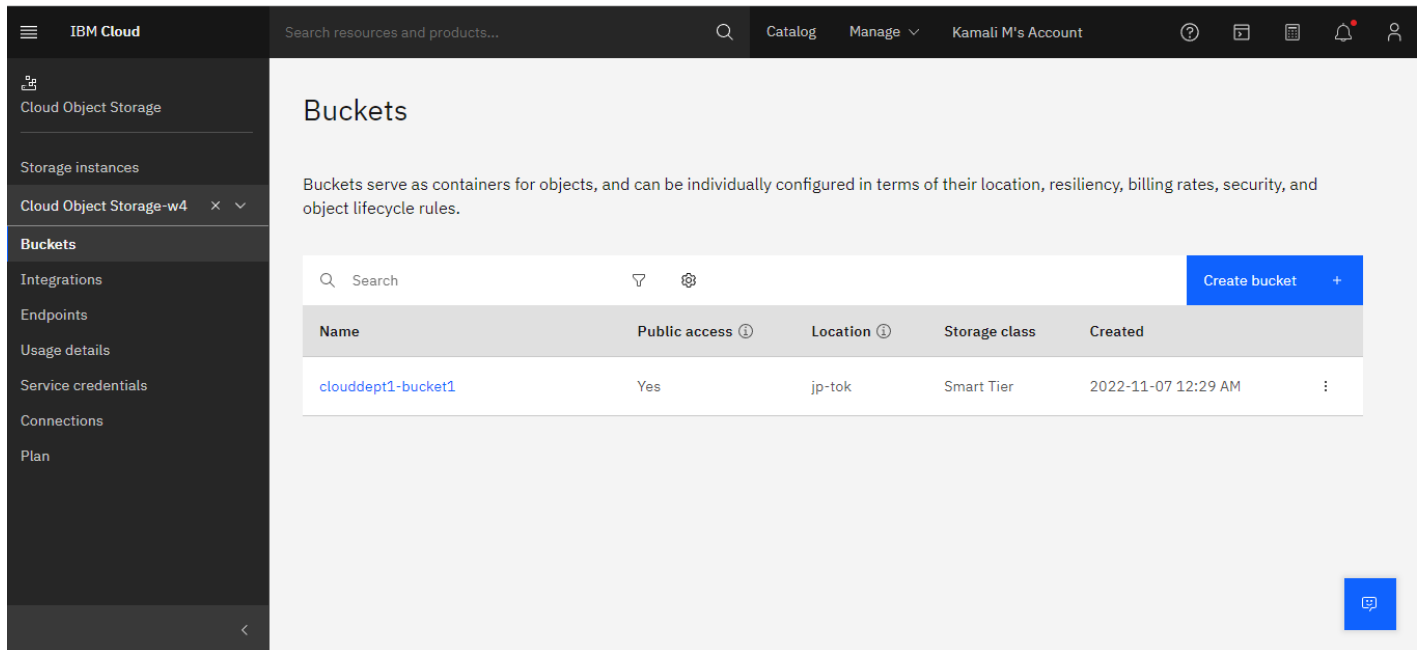 IBM Cloud
Search resources and products...
Catalog
Manage
Kamali M's Account
Cloud Object Storage
Storage instances
Cloud Object Storage-w4
Buckets
Integrations
Endpoints
Usage details
Service credentials
Connections
Plan
Buckets
Buckets serve as containers for objects, and can be individually configured in terms of their location, resiliency, billing rates, security, and
object lifecycle rules.
Search
Create bucket +
Name Public access Location Storage class Created
clouddept1-bucket1 Yes jp-tok Smart Tier 2022-11-07 12:29 AM